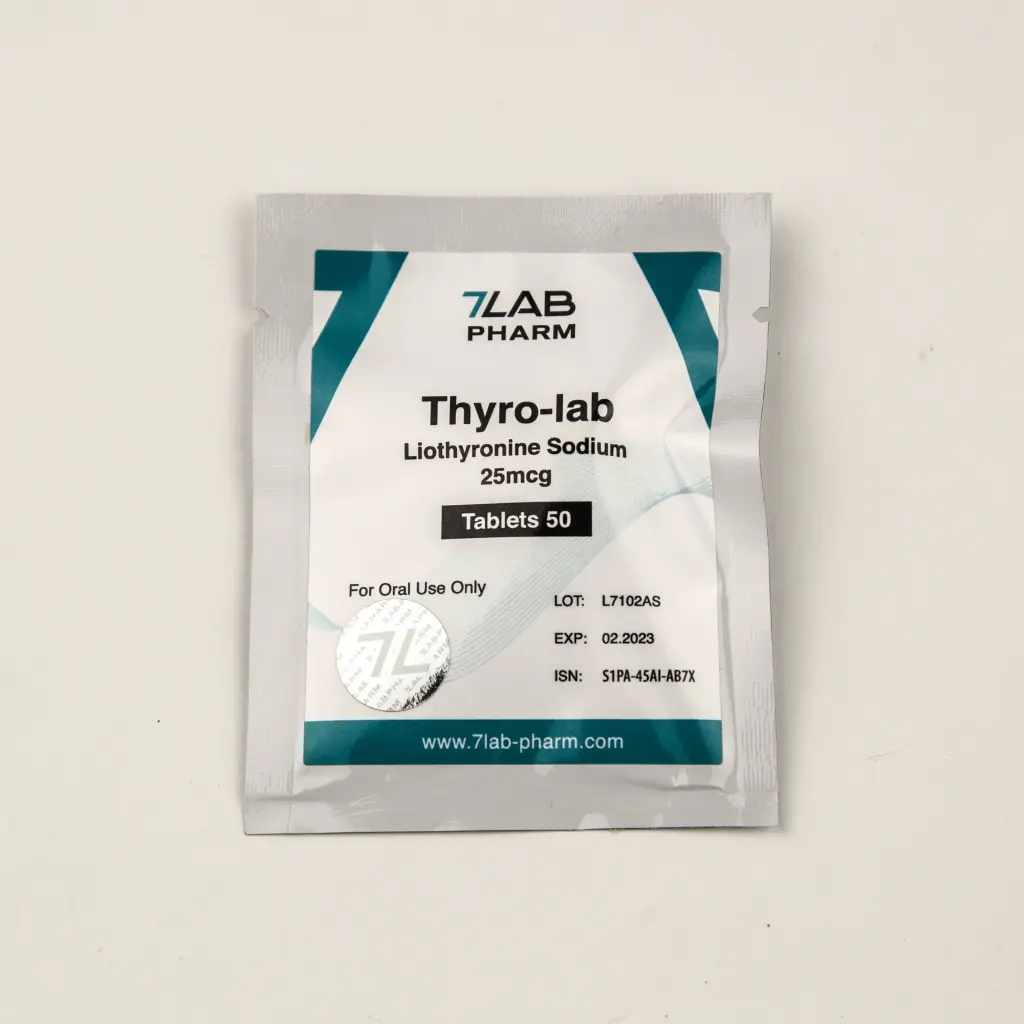 7LAB
PHARM
Thyro-lab
Liothyronine Sodium
25mcg
Tablets 50
For Oral Use Only
7L
LOT: L7102AS
EXP: 02.2023
ISN: S1PA-45AI-AB7X
www.7lab-pharm.com